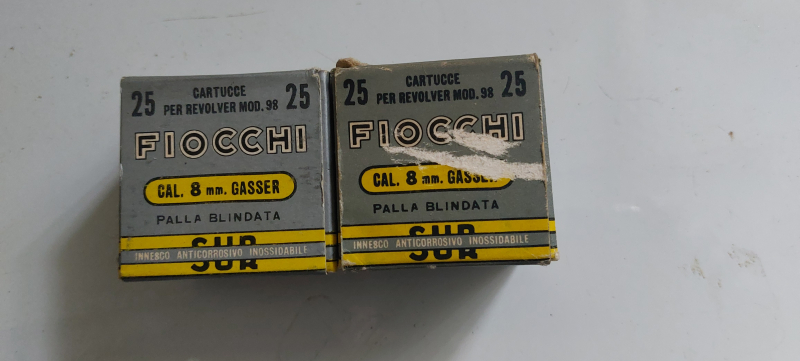 25 CARTUCCE 25
PER REVOLVER MOD. 98
FIOCCHI
CAL. 8 mm. GASSER
PALLA BLINDATA
SUR
INNESCO ANTICORROSIVO INOSSIDABILE
25 CARTUCCE 25
PER REVOLVER MOD. 98
FIOCCHI
CAL. 8 mm. GASSER
PALLA BLINDATA
SUR
INNESCO ANTICORROSIVO INOSSIDABILE